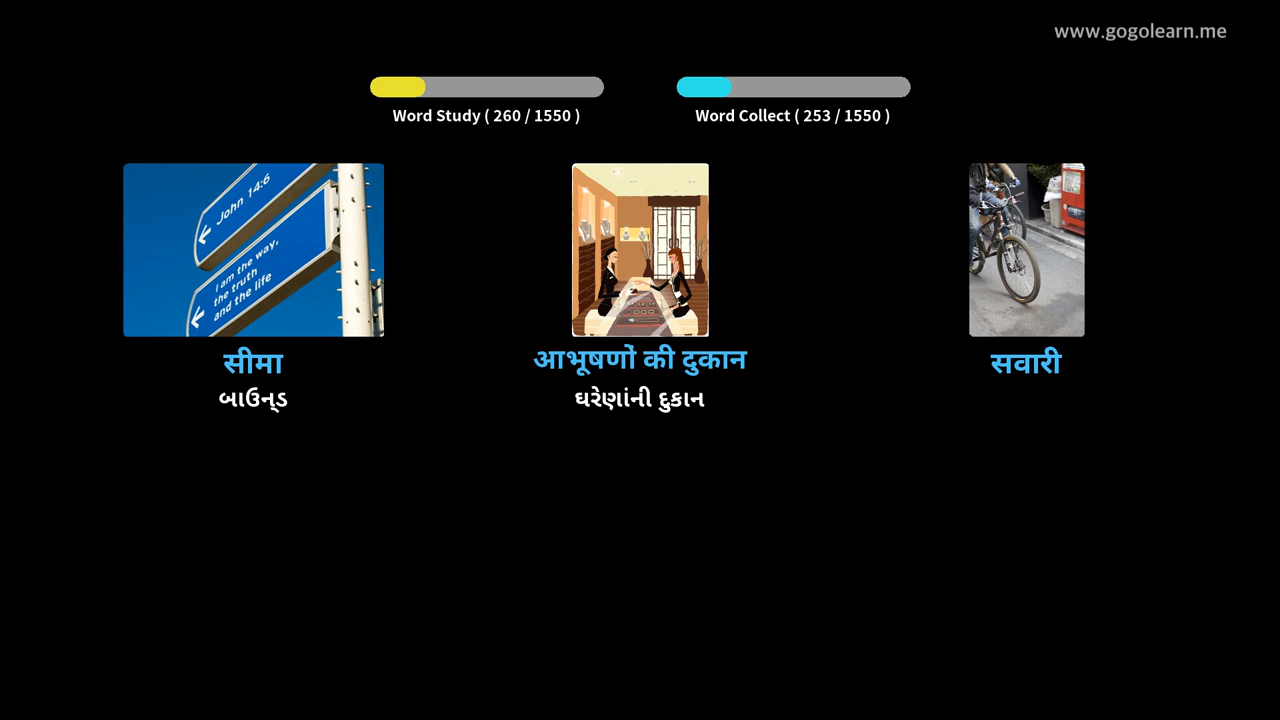 www.gogolearn.me
Word Study ( 260 / 1550 )
Word Collect ( 253 / 1550 )
John 14:6
I am the way,
the truth
and the life
सीमा
आभूषणों की दुकान
सवारी
બાઉન્ડ
ઘરેણાંની દુકાન